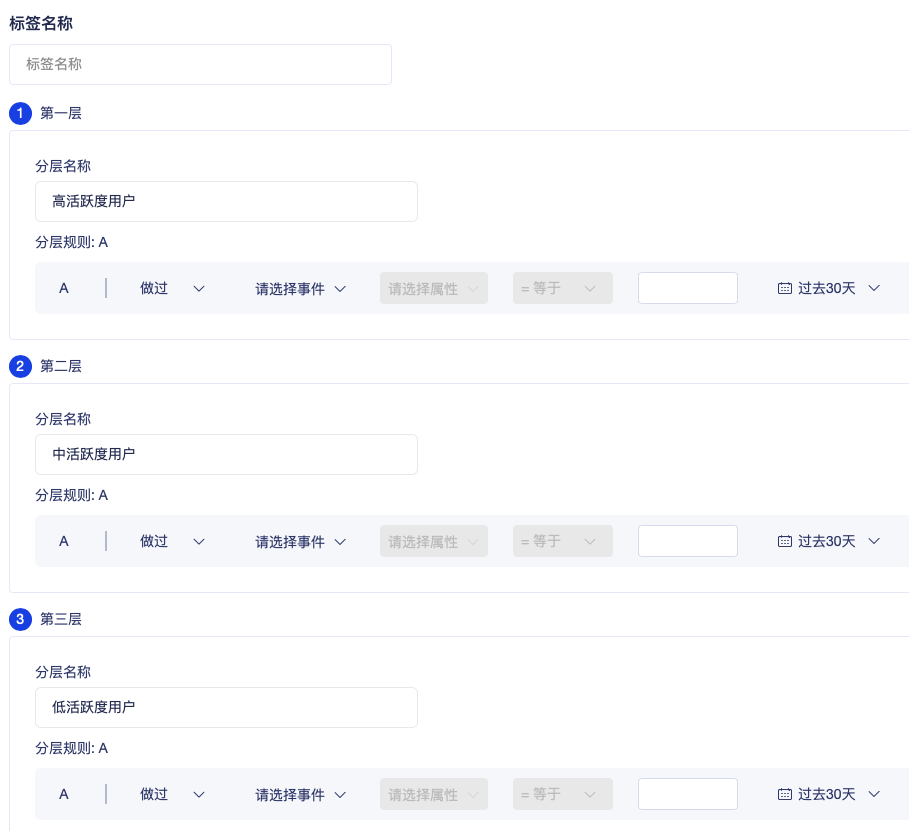 标签名称
标签名称
1 第一层
分层名称
高活跃度用户
分层规则: A
A 做过 请选择事件 请选择属性 = 等于 过去30天
2 第二层
分层名称
中活跃度用户
分层规则: A
A 做过 请选择事件 请选择属性 = 等于 过去30天
3 第三层
分层名称
低活跃度用户
分层规则: A
A 做过 请选择事件 请选择属性 = 等于 过去30天